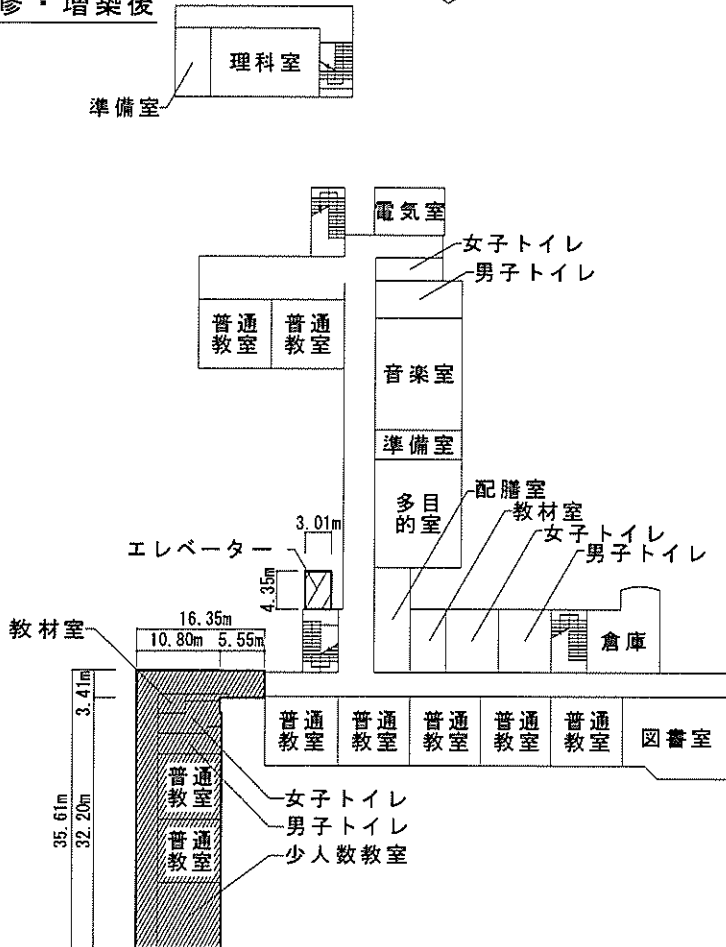 修・増築後
理科室
準備室
電気室
女子トイレ
男子トイレ
普通
教室
普通
教室
音楽室
準備室
多目
的室
配膳室
教材室
女子トイレ
男子トイレ
3.01m
エレベーター
4.35m
倉庫
教材室
16.35m
10.80m
5.55m
3.41m
普通
教室
普通
教室
普通
教室
普通
教室
普通
教室
図書室
35.61m
32.20m
普通
教室
女子トイレ
男子トイレ
普通
教室
少人数教室